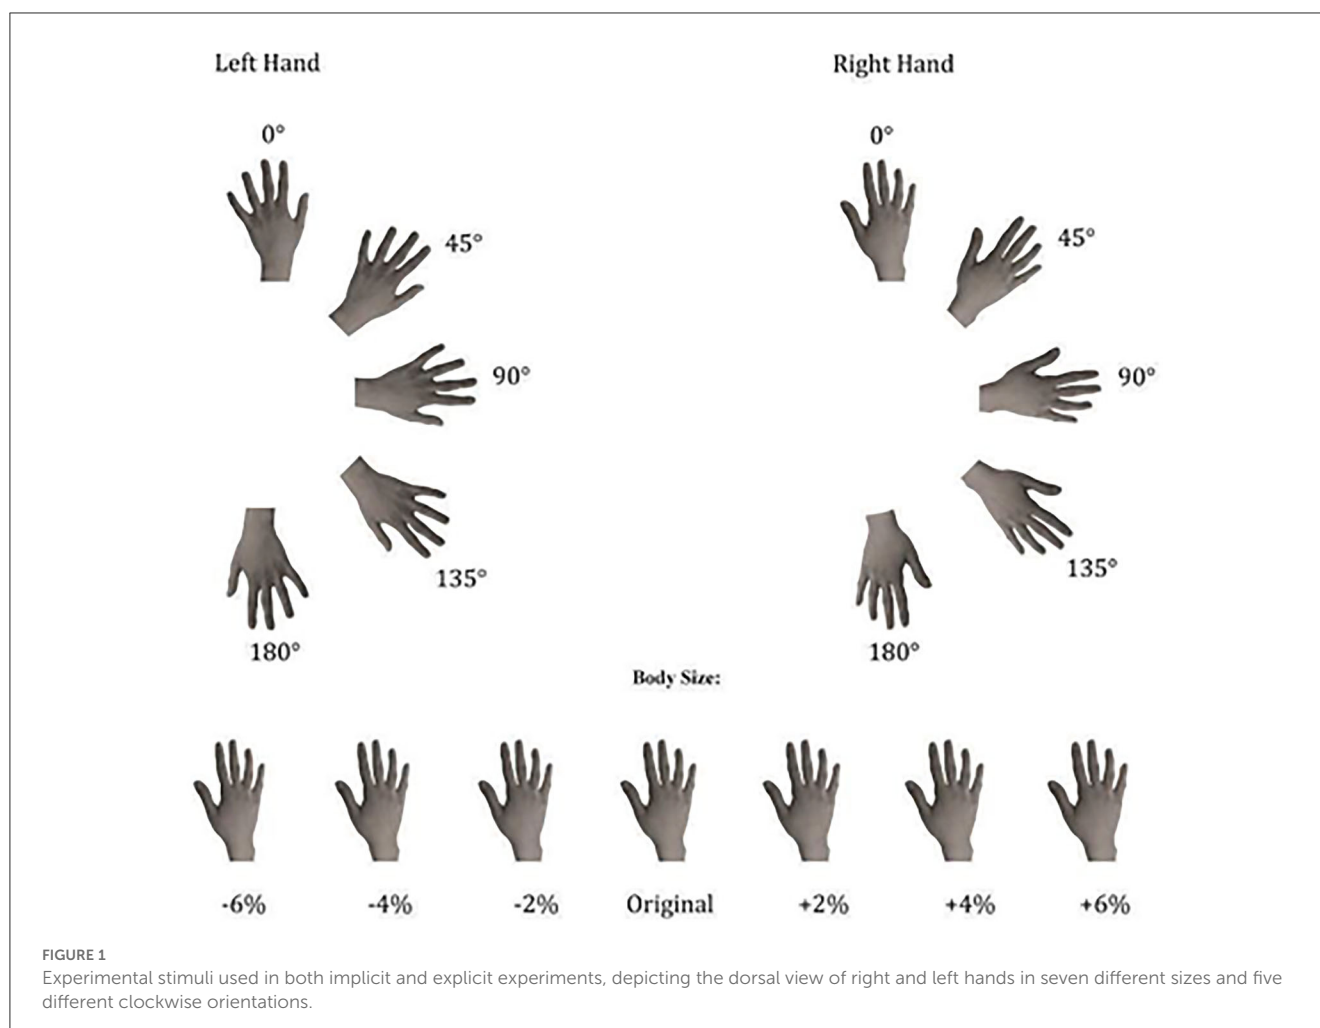 Left Hand
Right Hand
0°
0°
45°
45°
90°
90°
135°
135°
180°
180°
Body Size:
-6%
-4%
-2%
Original
+2%
+4%
+6%
FIGURE 1
Experimental stimuli used in both implicit and explicit experiments, depicting the dorsal view of right and left hands in seven different sizes and five
different clockwise orientations.